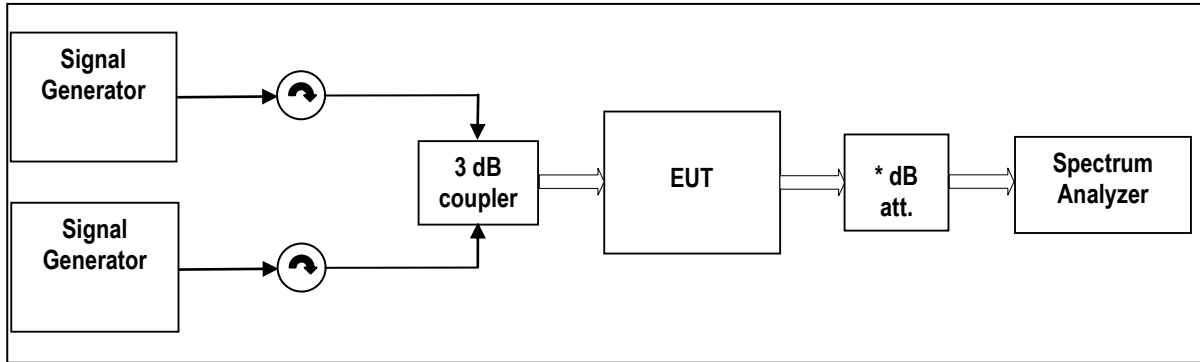 Signal
Generator
3 dB
coupler
EUT
* dB
att.
Spectrum
Analyzer
Signal
Generator